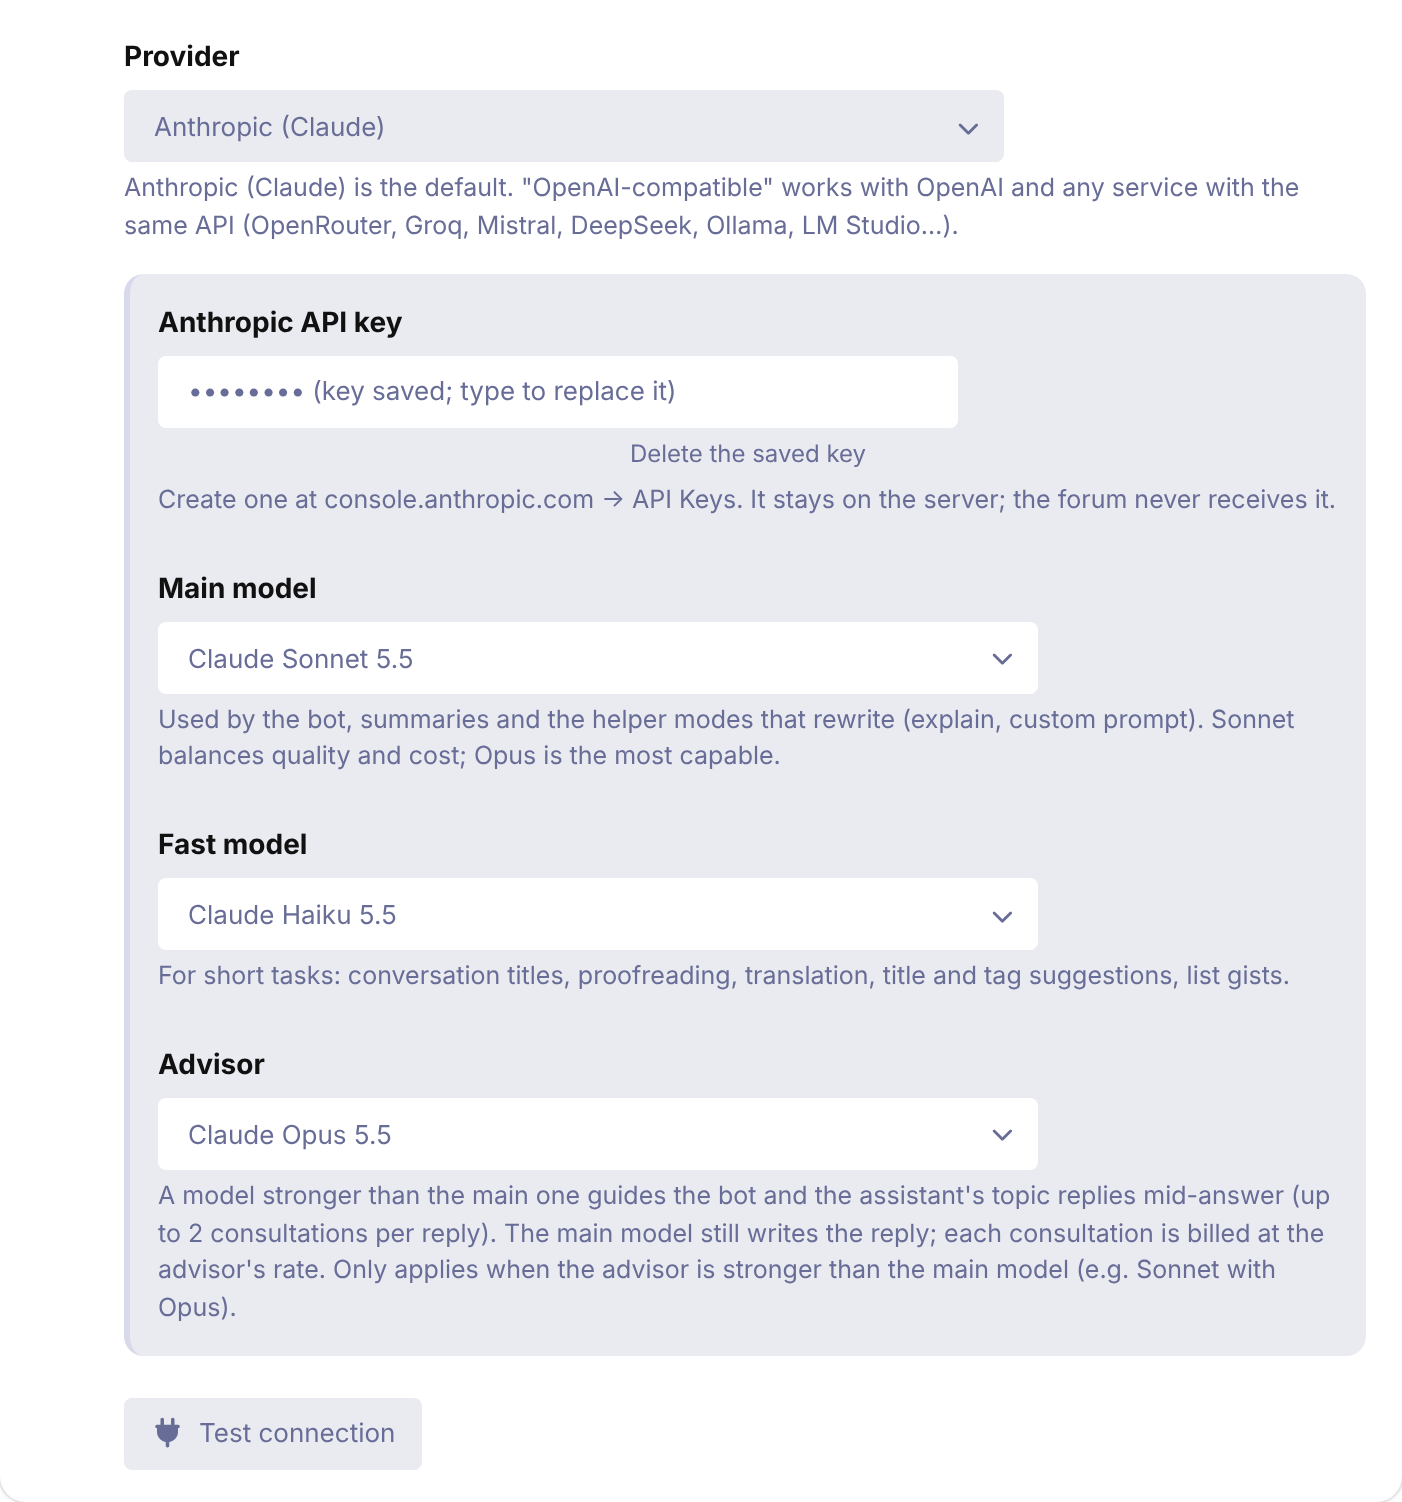 Provider
Anthropic (Claude)
Anthropic (Claude) is the default. "OpenAI-compatible" works with OpenAI and any service with the
same API (OpenRouter, Groq, Mistral, DeepSeek, Ollama, LM Studio...).
Anthropic API key
•••••••• (key saved; type to replace it)
Delete the saved key
Create one at console.anthropic.com → API Keys. It stays on the server; the forum never receives it.
Main model
Claude Sonnet 5.5
Used by the bot, summaries and the helper modes that rewrite (explain, custom prompt). Sonnet
balances quality and cost; Opus is the most capable.
Fast model
Claude Haiku 5.5
For short tasks: conversation titles, proofreading, translation, title and tag suggestions, list gists.
Advisor
Claude Opus 5.5
A model stronger than the main one guides the bot and the assistant's topic replies mid-answer (up
to 2 consultations per reply). The main model still writes the reply; each consultation is billed at the
advisor's rate. Only applies when the advisor is stronger than the main model (e.g. Sonnet with
Opus).
Test connection